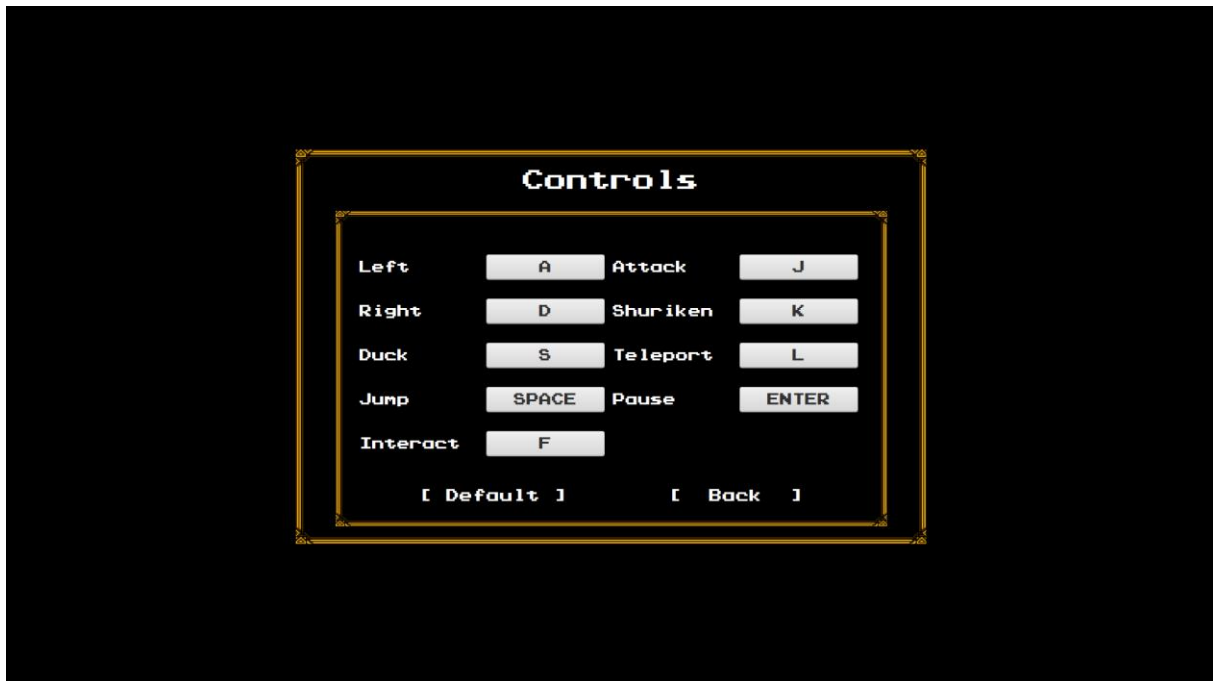 Controls
Left A Attack J
Right D Shuriken K
Duck S Teleport L
Jump SPACE Pause ENTER
Interact F
[ Default ] [ Back ]